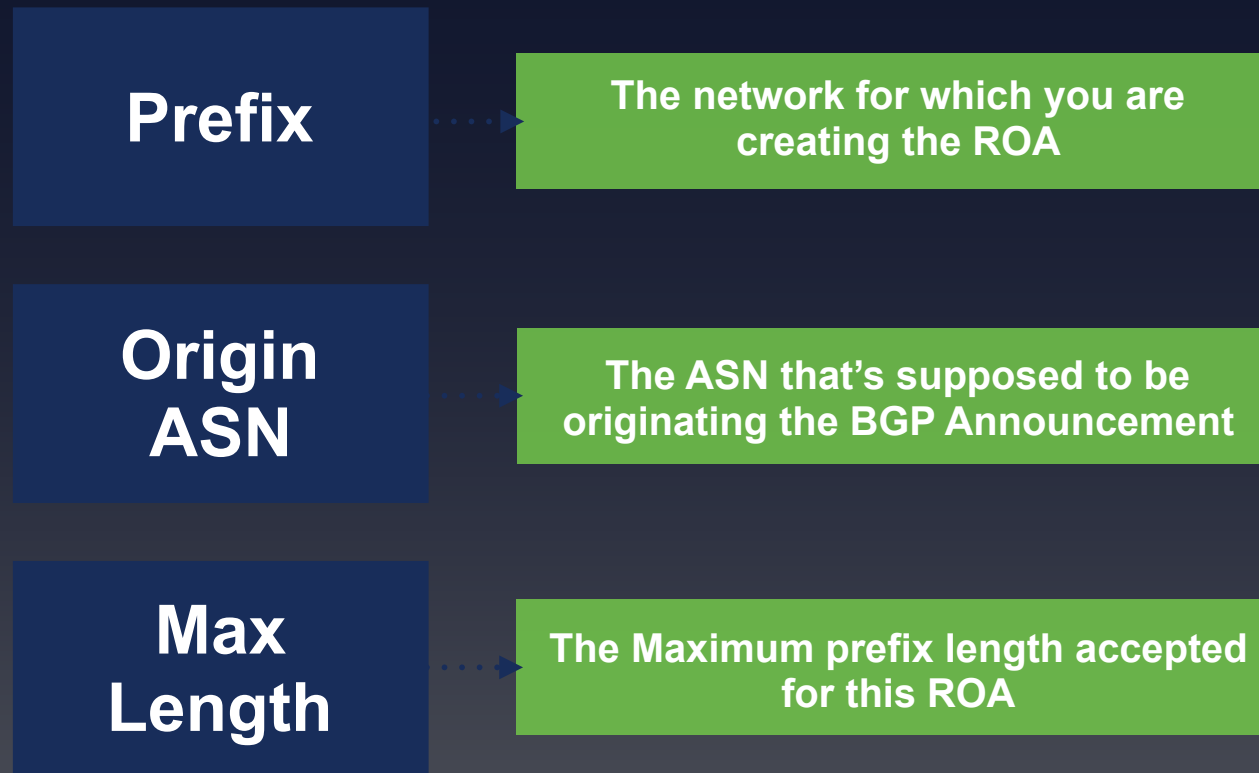 Prefix
The network for which you are
creating the ROA
Origin
ASN
The ASN that’s supposed to be
originating the BGP Announcement
Max
Length
The Maximum prefix length accepted
for this ROA